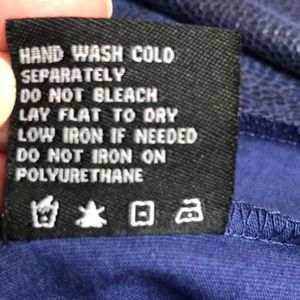 HAND WASH COLD
SEPARATELY
DO NOT BLEACH
LAY FLAT TO DRY
LOW IRON IF NEEDED
DO NOT IRON ON
POLYURETHANE